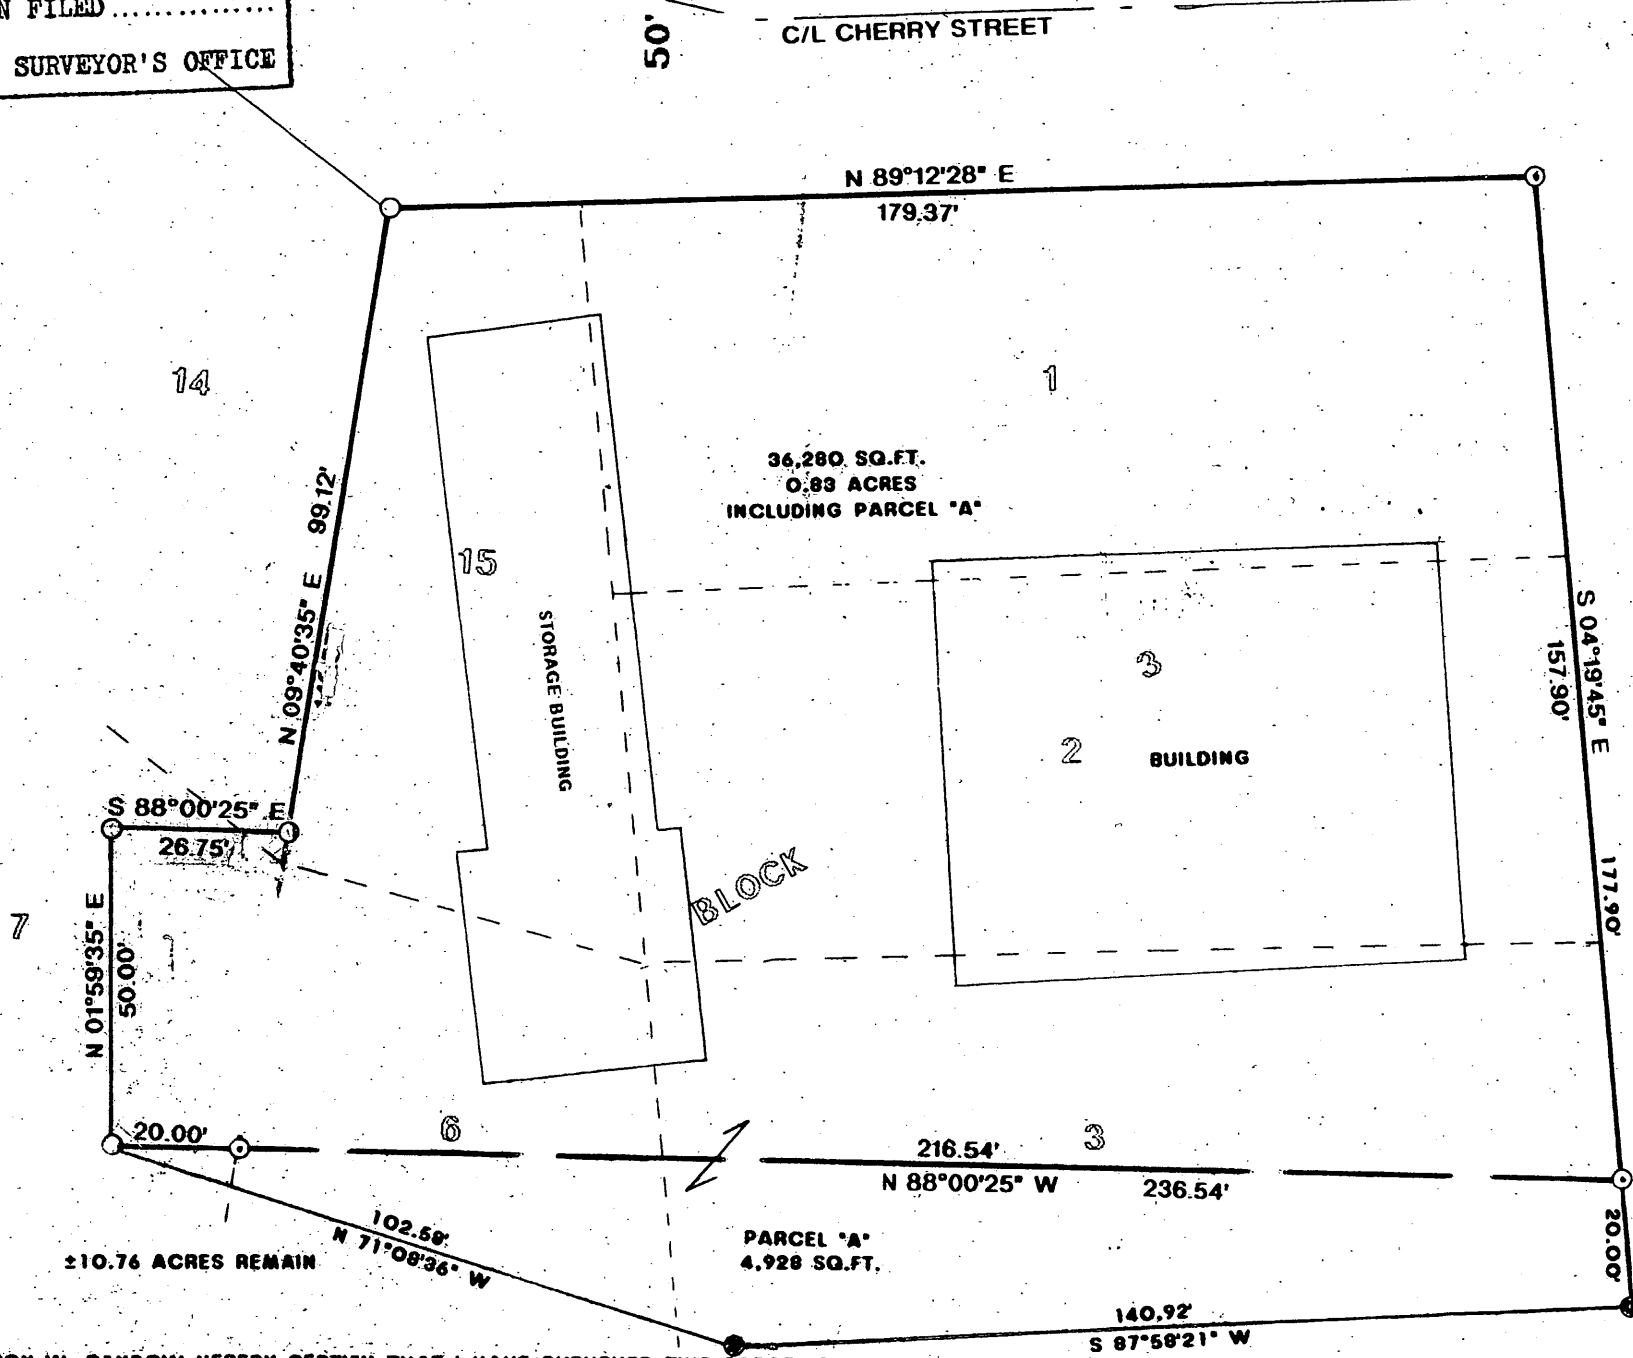 N FILED..............
SURVEYOR'S OFFICE
50'
C/L CHERRY STREET
N 89°12'28" E
179.37'
14
1
N 09°40'35" E 99.12'
36,280 SQ.FT.
0.83 ACRES
INCLUDING PARCEL "A"
15
STORAGE BUILDING
3
2
BUILDING
S 04°19'45" E
157.90'
177.90'
S 88°00'25" E
26.75'
BLOCK
7
N 01°59'35" E
50.00'
20.00'
6
3
216.54'
N 88°00'25" W
236.54'
20.00'
102.58'
N 71°08'36" W
±10.76 ACRES REMAIN
PARCEL "A"
4,928 SQ.FT.
140.92'
S 87°58'21" W